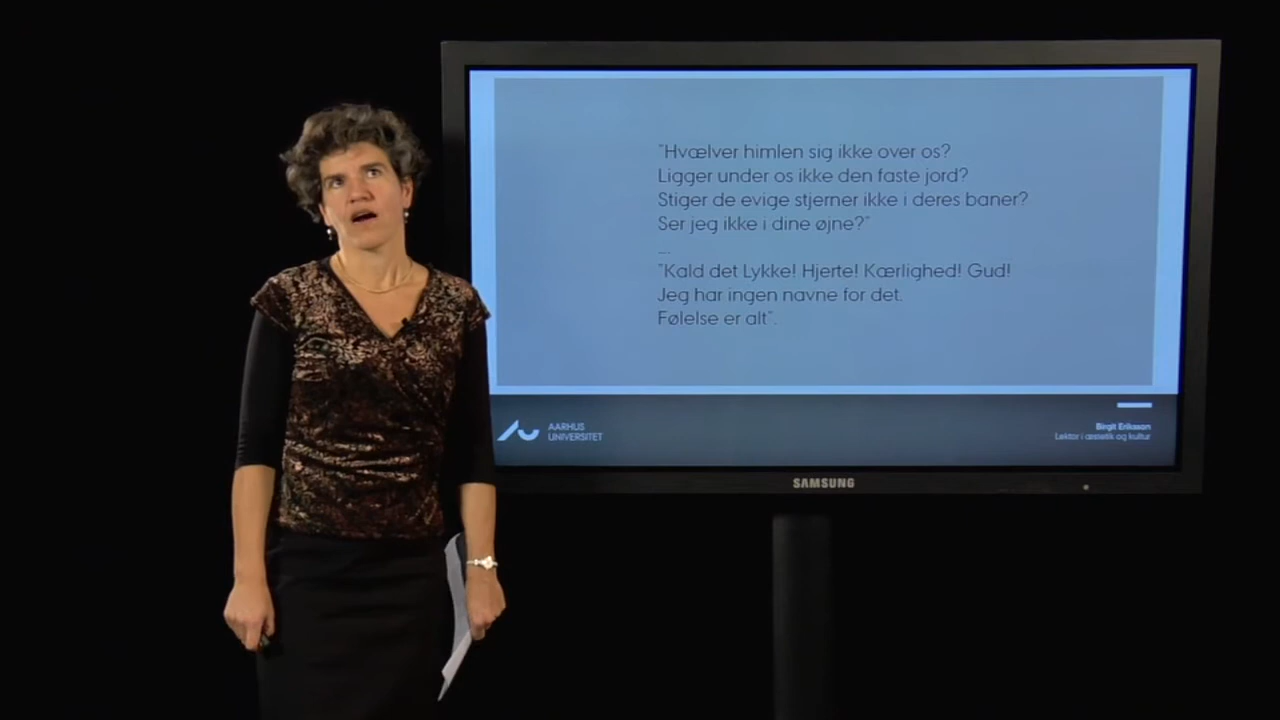 "Hvælver himlen sig ikke over os?
Ligger under os ikke den faste jord?
Stiger de evige stjerner ikke i deres baner?
Ser jeg ikke i dine øjne?"
....
"Kald det Lykke! Hjerte! Kærlighed! Gud!
Jeg har ingen navne for det.
Følelse er alt".
AARHUS
UNIVERSITET
Birgit Eriksson
Lektor i æstetik og kultur
SAMSUNG